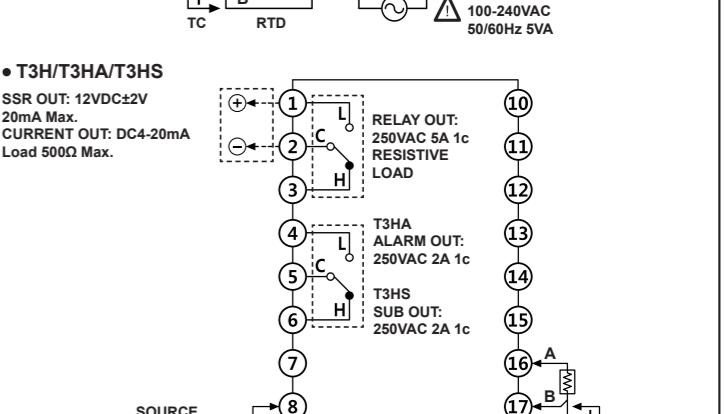 TC
RTD
100-240VAC
50/60Hz 5VA
• T3H/T3HA/T3HS
SSR OUT: 12VDC±2V
20mA Max.
CURRENT OUT: DC4-20mA
Load 500Ω Max.
+
−
1
2
3
L
C
H
RELAY OUT:
250VAC 5A 1c
RESISTIVE
LOAD
4
5
6
L
C
H
T3HA
ALARM OUT:
250VAC 2A 1c
T3HS
SUB OUT:
250VAC 2A 1c
7
SOURCE
8
10
11
12
13
14
15
16
A
17
B